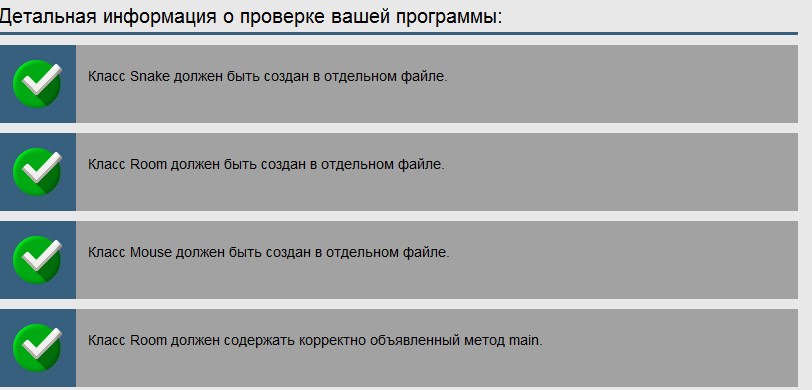 Детальная информация о проверке вашей программы:
Класс Snake должен быть создан в отдельном файле.
Класс Room должен быть создан в отдельном файле.
Класс Mouse должен быть создан в отдельном файле.
Класс Room должен содержать корректно объявленный метод main.